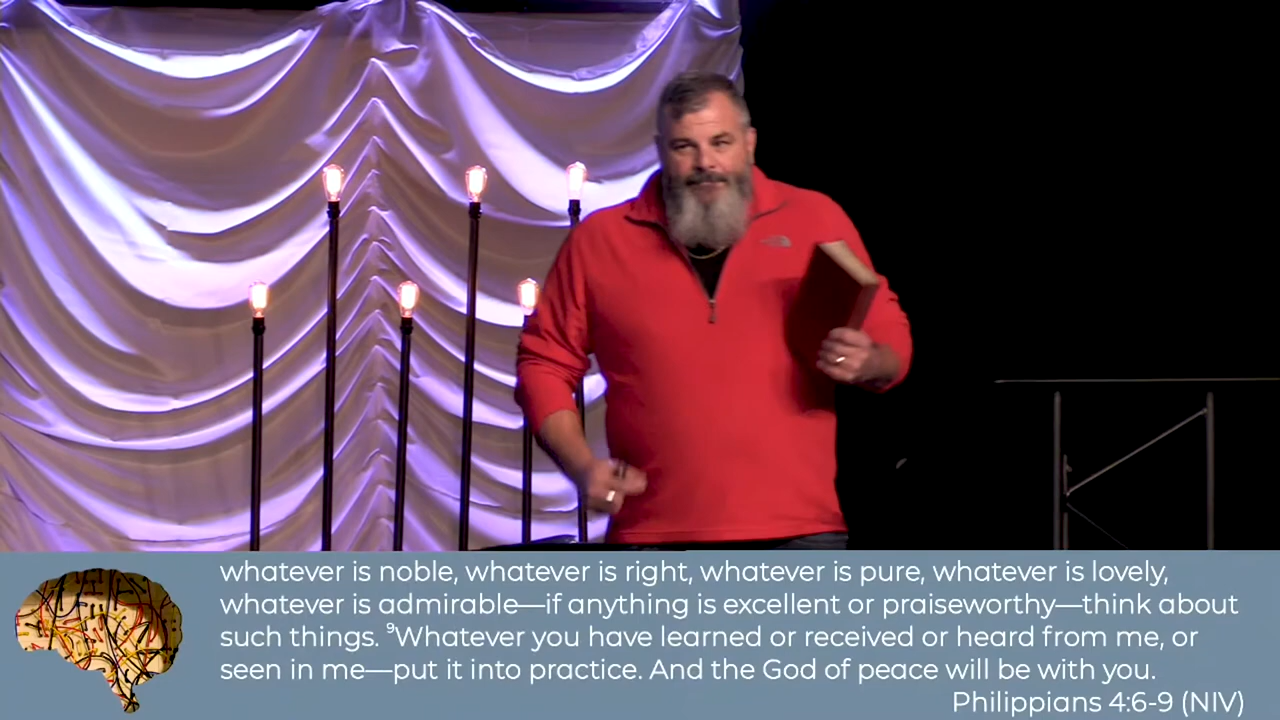 whatever is noble, whatever is right, whatever is pure, whatever is lovely,
whatever is admirable—if anything is excellent or praiseworthy—think about
such things. ⁹Whatever you have learned or received or heard from me, or
seen in me—put it into practice. And the God of peace will be with you.
Philippians 4:6-9 (NIV)